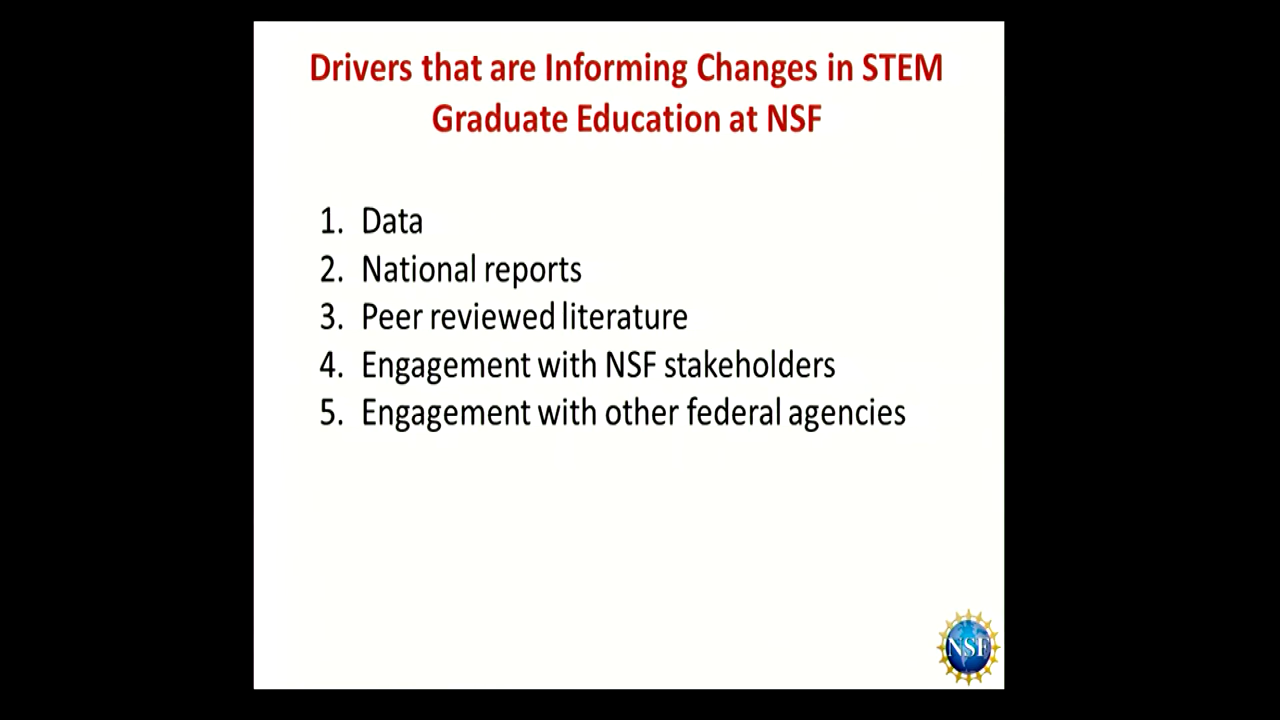 Drivers that are Informing Changes in STEM
Graduate Education at NSF
1. Data
2. National reports
3. Peer reviewed literature
4. Engagement with NSF stakeholders
5. Engagement with other federal agencies
NSF